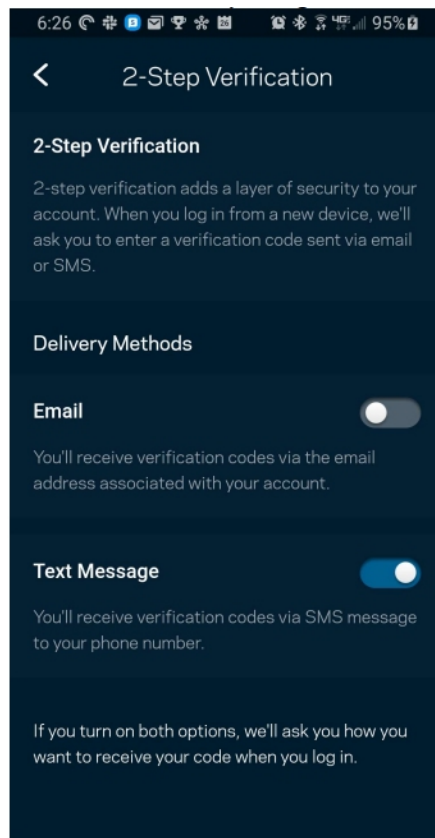 6:26 95%
2-Step Verification
2-Step Verification
2-step verification adds a layer of security to your
account. When you log in from a new device, we'll
ask you to enter a verification code sent via email
or SMS.
Delivery Methods
Email
You'll receive verification codes via the email
address associated with your account.
Text Message
You'll receive verification codes via SMS message
to your phone number.
If you turn on both options, we'll ask you how you
want to receive your code when you log in.